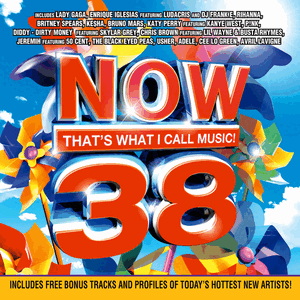 INCLUDES LADY GAGA, ENRIQUE IGLESIAS FEATURING LUDACRIS AND DJ FRANKE, RIHANNA,
BRITNEY SPEARS, KE$HA, BRUNO MARS, KATY PERRY FEATURING KANYE WEST, P!NK,
DIDDY - DIRTY MONEY FEATURING SKYLAR GREY, CHRIS BROWN FEATURING LIL WAYNE & BUSTA RHYMES,
JEREMIH FEATURING 50 CENT, THE BLACK EYED PEAS, USHER, ADELE, CEE LO GREEN, AVRIL LAVIGNE
NOW
THAT'S WHAT I CALL MUSIC!
38
INCLUDES FREE BONUS TRACKS AND PROFILES OF TODAY'S HOTTEST NEW ARTISTS!